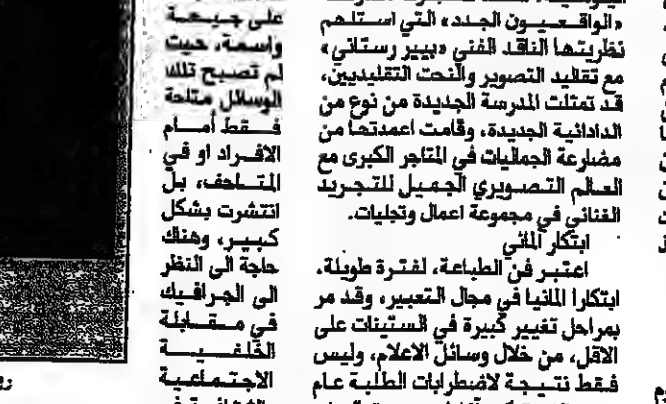 «الواقعيون الجدد» التي استلهم
نظريتها الناقد الفني «بيير رستاني»
مع تقاليد التصوير والنحت التقليديين،
قد تمثلت المدرسة الجديدة من نوع من
الدادائية الجديدة، وقامت اعمدتها من
مضارعة الجماليات في المتاجر الكبرى مع
العالم التصويري الجميل للتجريد
الغنائي في مجموعة اعمال وتجليات.
ابتكار الماني
اعتبر فن الطباعة، لفترة طويلة،
ابتكارا المانيا في مجال التعبير، وقد مر
بمراحل تغيير كبيرة في الستينات على
الاقل، من خلال وسائل الاعلام، وليس
فقط نتيجة لاضطرابات الطلبة عام
على جبهة
واسعة، حيث
لم تصبح تلك
الوسائل متاحة
فقط أمام
الافراد او في
المتاحف، بل
انتشرت بشكل
كبير، وهناك
حاجة الى النظر
الى الجرافيك
في مقابلة
الخلفية
الاجتماعية